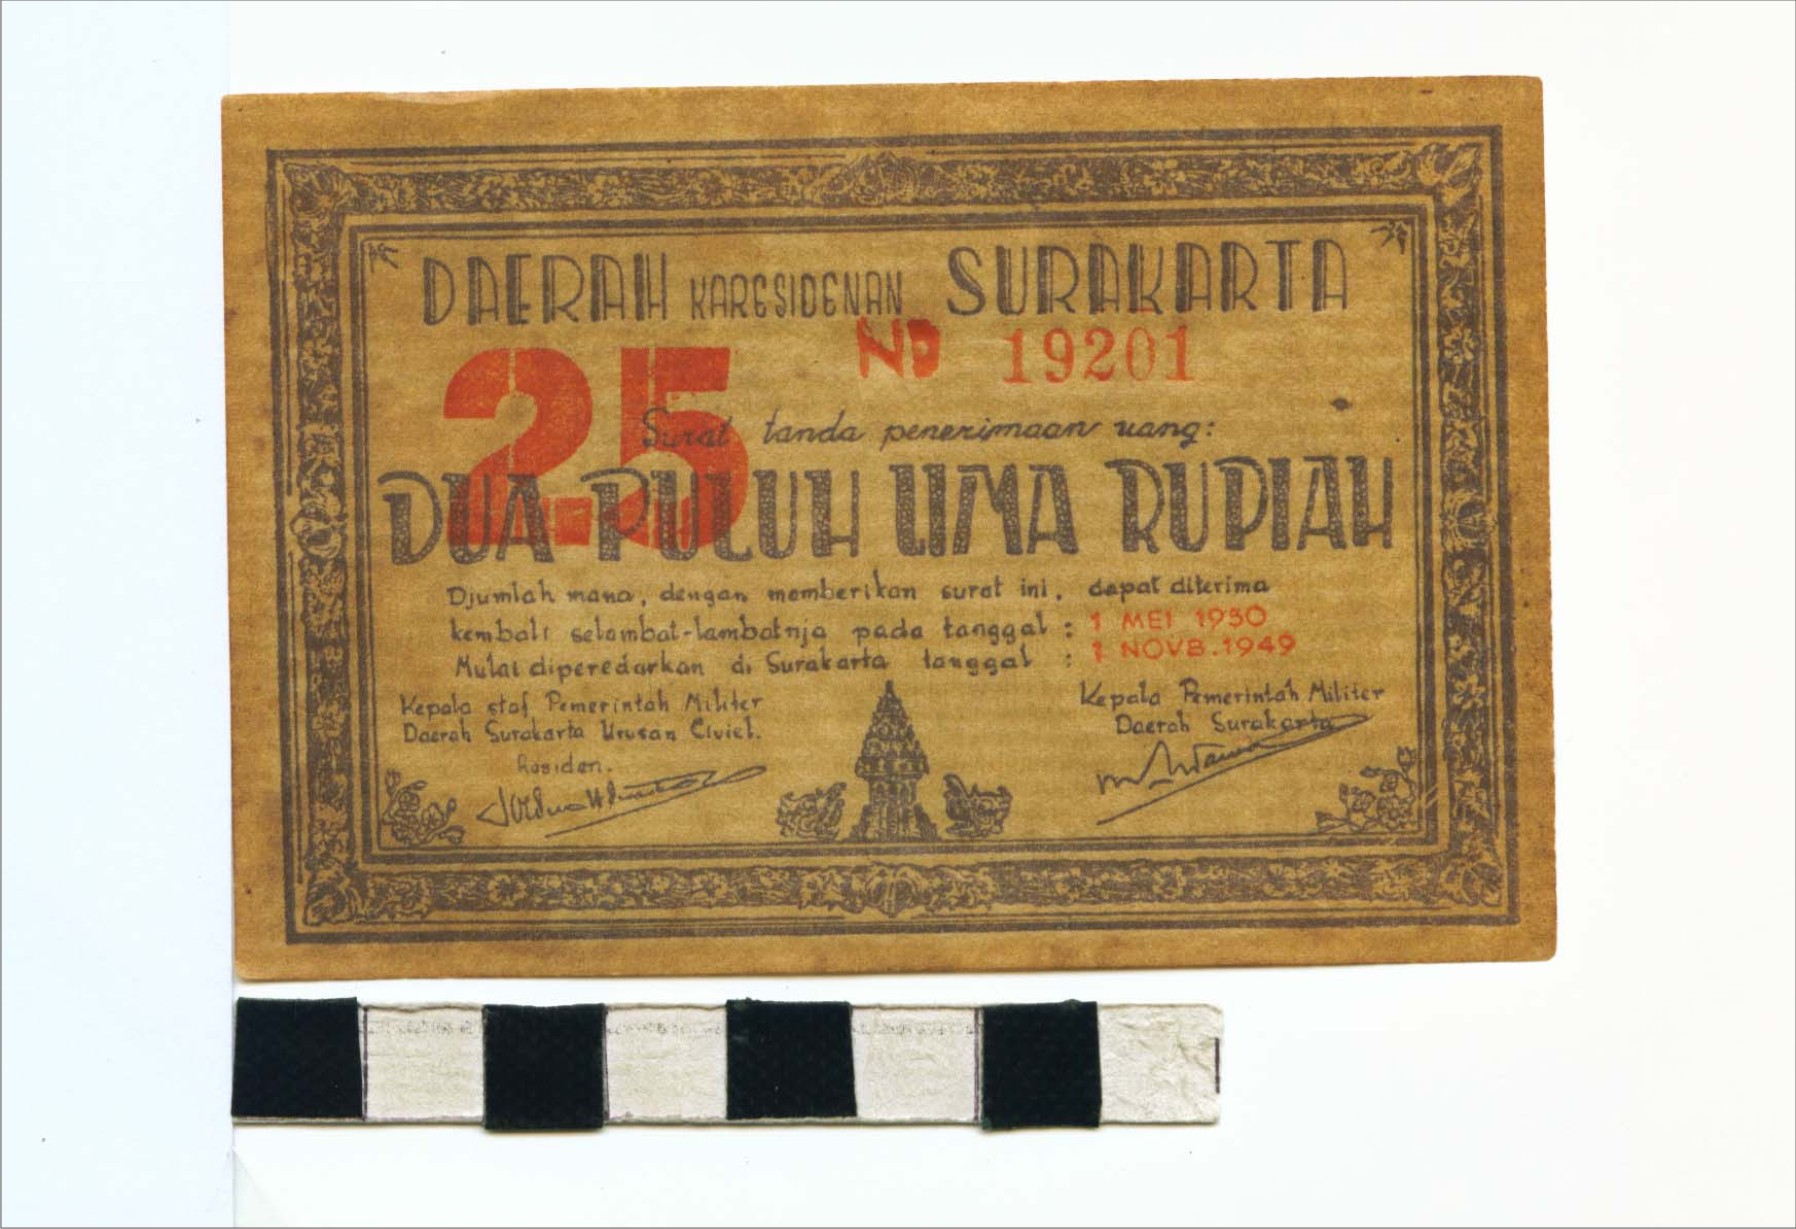 DAERAH KARESIDENAN SURAKARTA
No 19201
25
Surat tanda penerimaan uang:
DUA PULUH LIMA RUPIAH
Djumlah mana, dengan memberikan surat ini, dapat diterima
kembali selambat-lambatnja pada tanggal : 1 MEI 1950
Mulai diperedarkan di Surakarta tanggal : 1 NOVB.1949
Kepala staf Pemerintah Militer
Daerah Surakarta Urusan Civiel.
Residen.
Kepala Pemerintah Militer
Daerah Surakarta